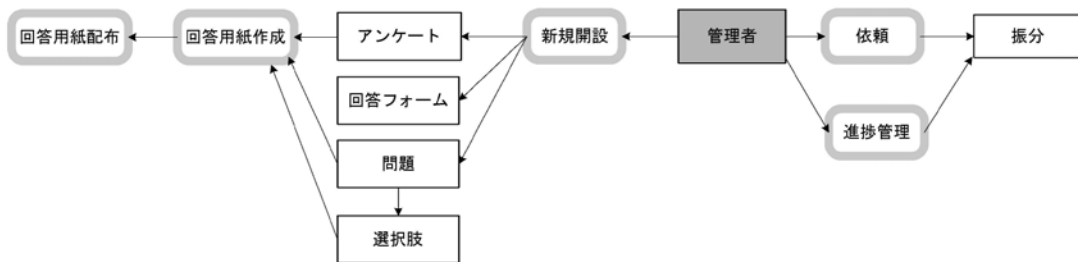 回答用紙配布
回答用紙作成
アンケート
新規開設
管理者
依頼
振分
回答フォーム
進捗管理
問題
選択肢